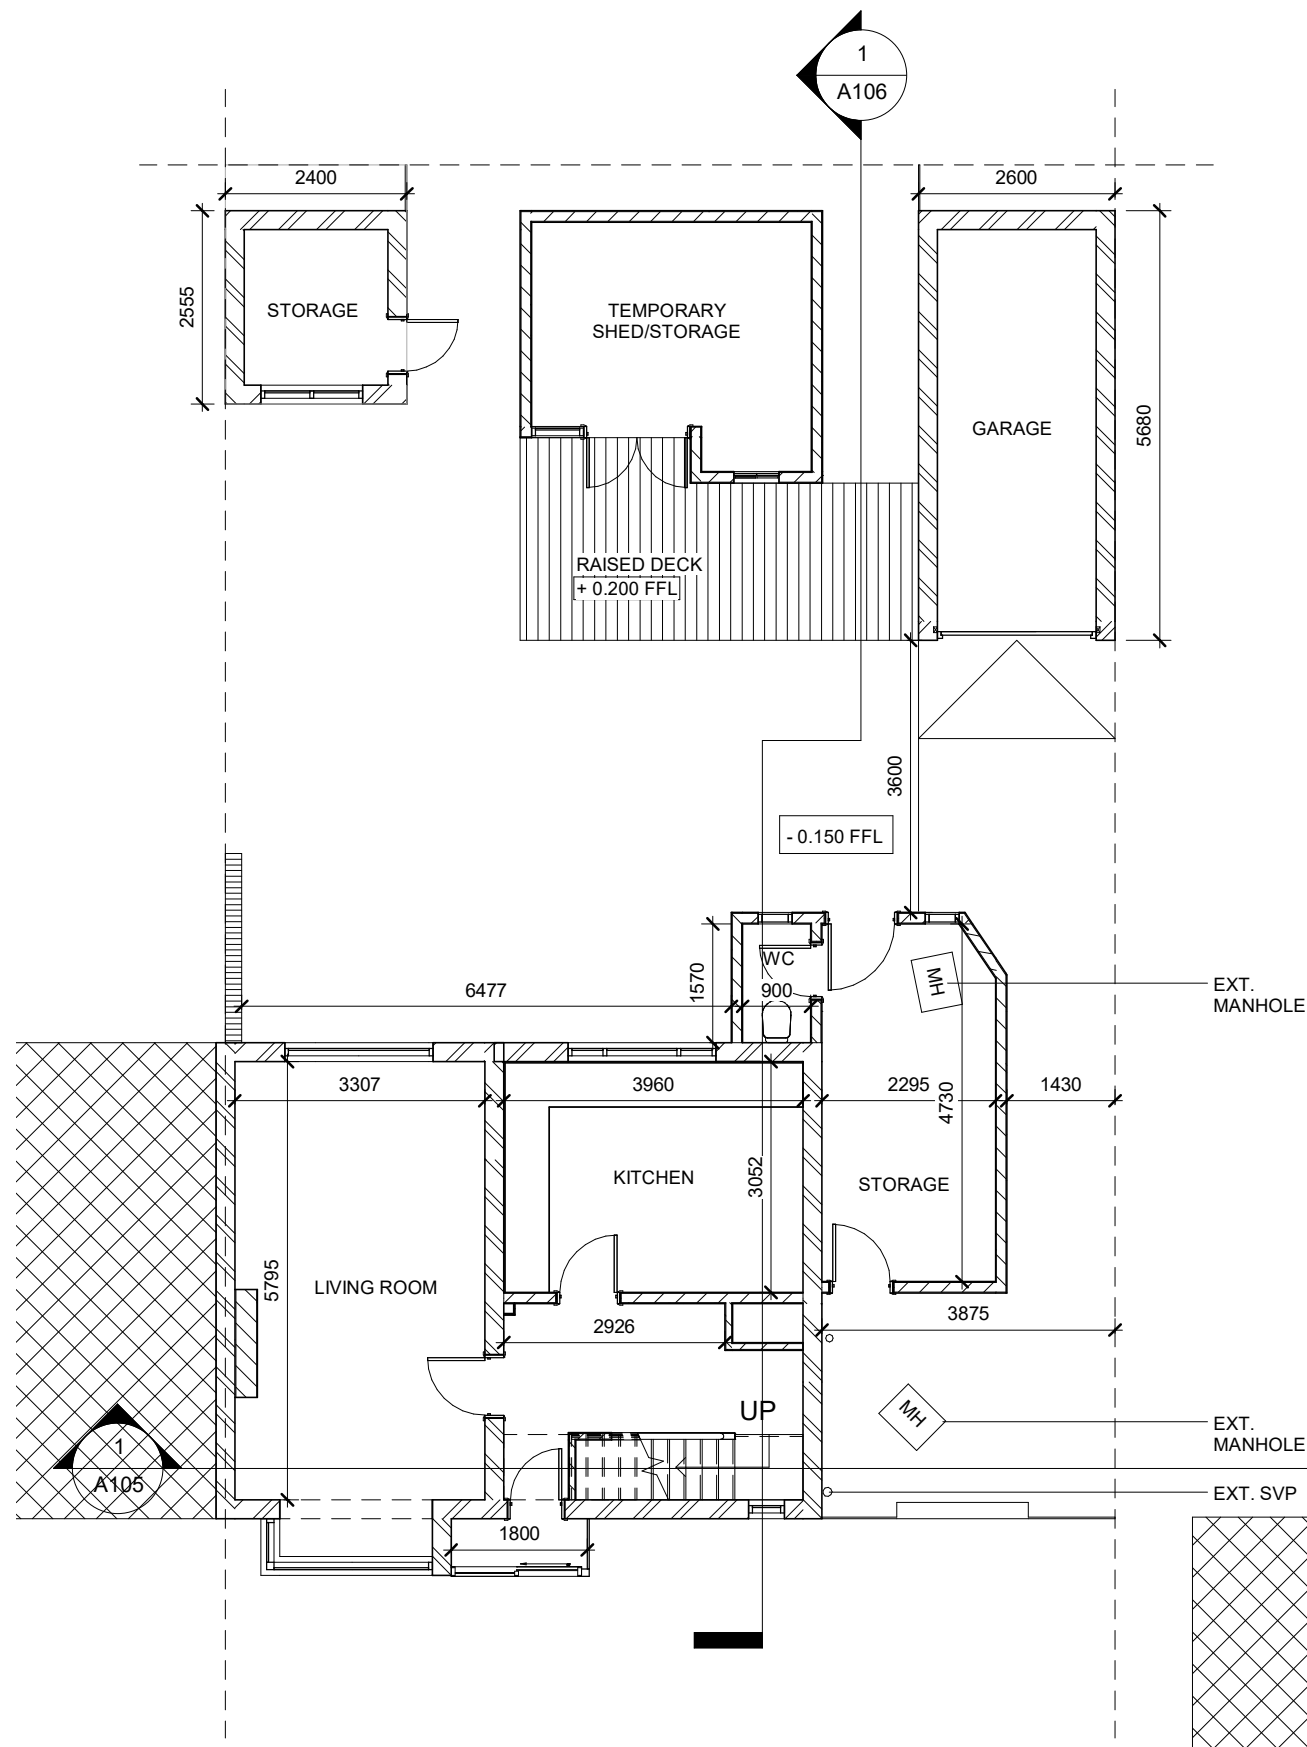 1
A106
2400
2600
2555
STORAGE
TEMPORARY
SHED/STORAGE
GARAGE
5680
RAISED DECK
+ 0.200 FFL
3600
- 0.150 FFL
WC
1570
900
6477
MH
EXT.
MANHOLE
3307
3960
2295
1430
4730
3052
KITCHEN
STORAGE
5795
LIVING ROOM
2926
3875
UP
MH
EXT.
MANHOLE
1
A105
EXT. SVP
1800